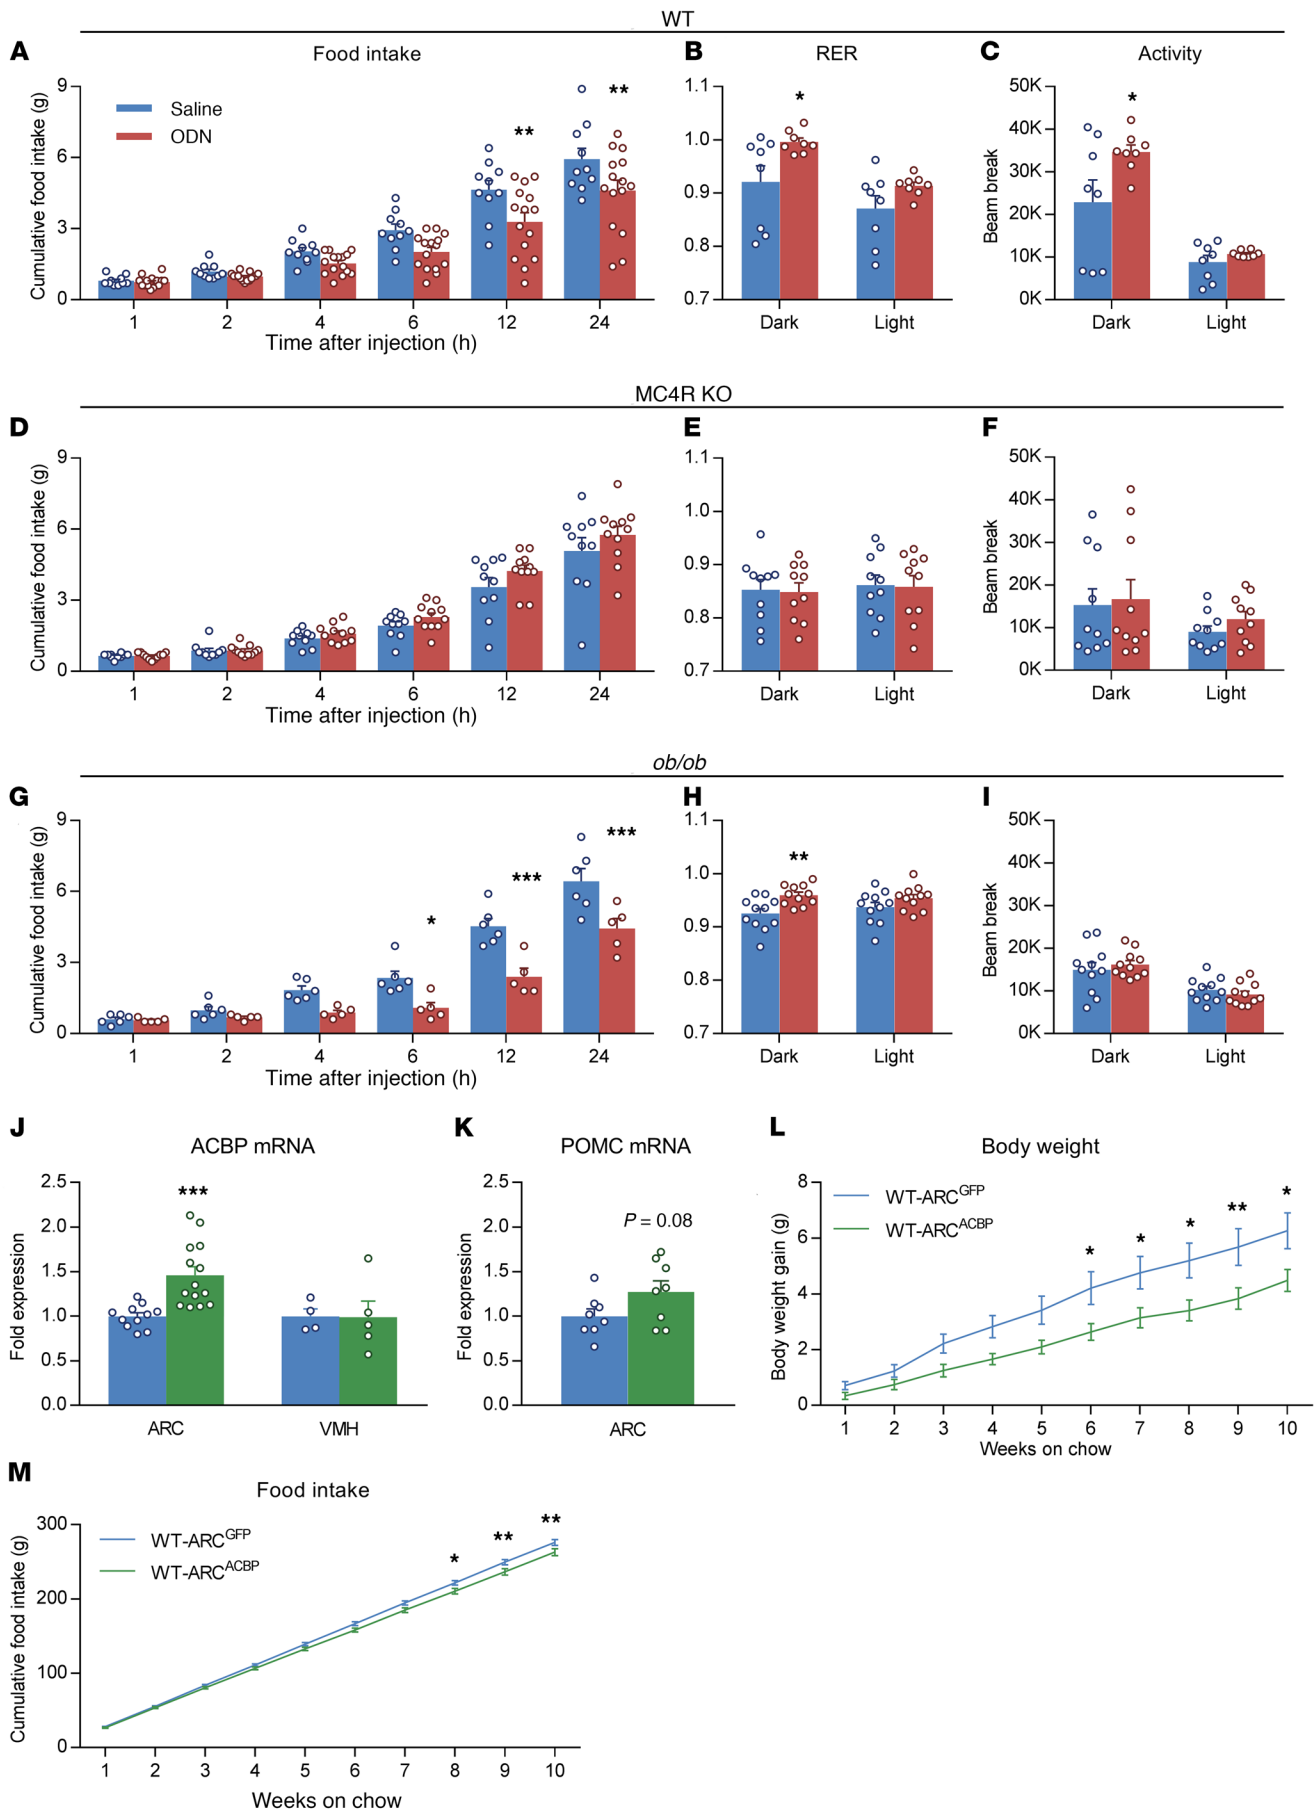 WT
A Food intake
Cumulative food intake (g)
9
6
3
0
Saline
ODN
** **
1 2 4 6 12 24
Time after injection (h)
B RER
1.1
1.0
0.9
0.8
0.7
*
Dark Light
C Activity
Beam break
50K
40K
30K
20K
10K
0K
*
Dark Light
MC4R KO
D
Cumulative food intake (g)
9
6
3
0
1 2 4 6 12 24
Time after injection (h)
E
1.1
1.0
0.9
0.8
0.7
Dark Light
F
Beam break
50K
40K
30K
20K
10K
0K
Dark Light
ob/ob
G
Cumulative food intake (g)
9
6
3
0
* *** ***
1 2 4 6 12 24
Time after injection (h)
H
1.1
1.0
0.9
0.8
0.7
**
Dark Light
I
Beam break
50K
40K
30K
20K
10K
0K
Dark Light
J ACBP mRNA
Fold expression
2.5
2.0
1.5
1.0
0.5
0.0
***
ARC VMH
K POMC mRNA
Fold expression
2.5
2.0
1.5
1.0
0.5
0.0
P = 0.08
ARC
L Body weight
Body weight gain (g)
8
6
4
2
0
WT-ARC^GFP
WT-ARC^ACBP
* * * ** *
1 2 3 4 5 6 7 8 9 10
Weeks on chow
M Food intake
Cumulative food intake (g)
300
200
100
0
WT-ARC^GFP
WT-ARC^ACBP
* ** **
1 2 3 4 5 6 7 8 9 10
Weeks on chow